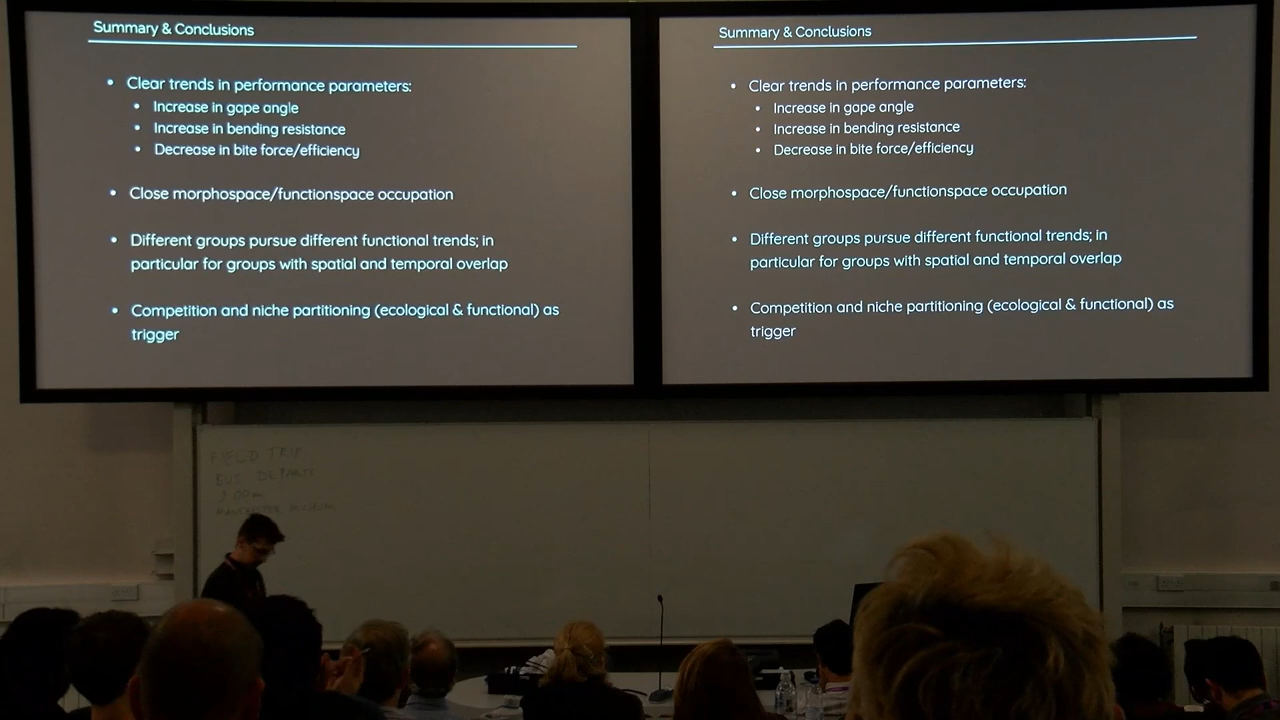 Summary & Conclusions
• Clear trends in performance parameters:
• Increase in gape angle
• Increase in bending resistance
• Decrease in bite force/efficiency
• Close morphospace/functionspace occupation
• Different groups pursue different functional trends; in
particular for groups with spatial and temporal overlap
• Competition and niche partitioning (ecological & functional) as
trigger
Summary & Conclusions
• Clear trends in performance parameters:
• Increase in gape angle
• Increase in bending resistance
• Decrease in bite force/efficiency
• Close morphospace/functionspace occupation
• Different groups pursue different functional trends; in
particular for groups with spatial and temporal overlap
• Competition and niche partitioning (ecological & functional) as
trigger
FIELD TRIP
BUS DEPARTS
MANCHESTER MUSEUM